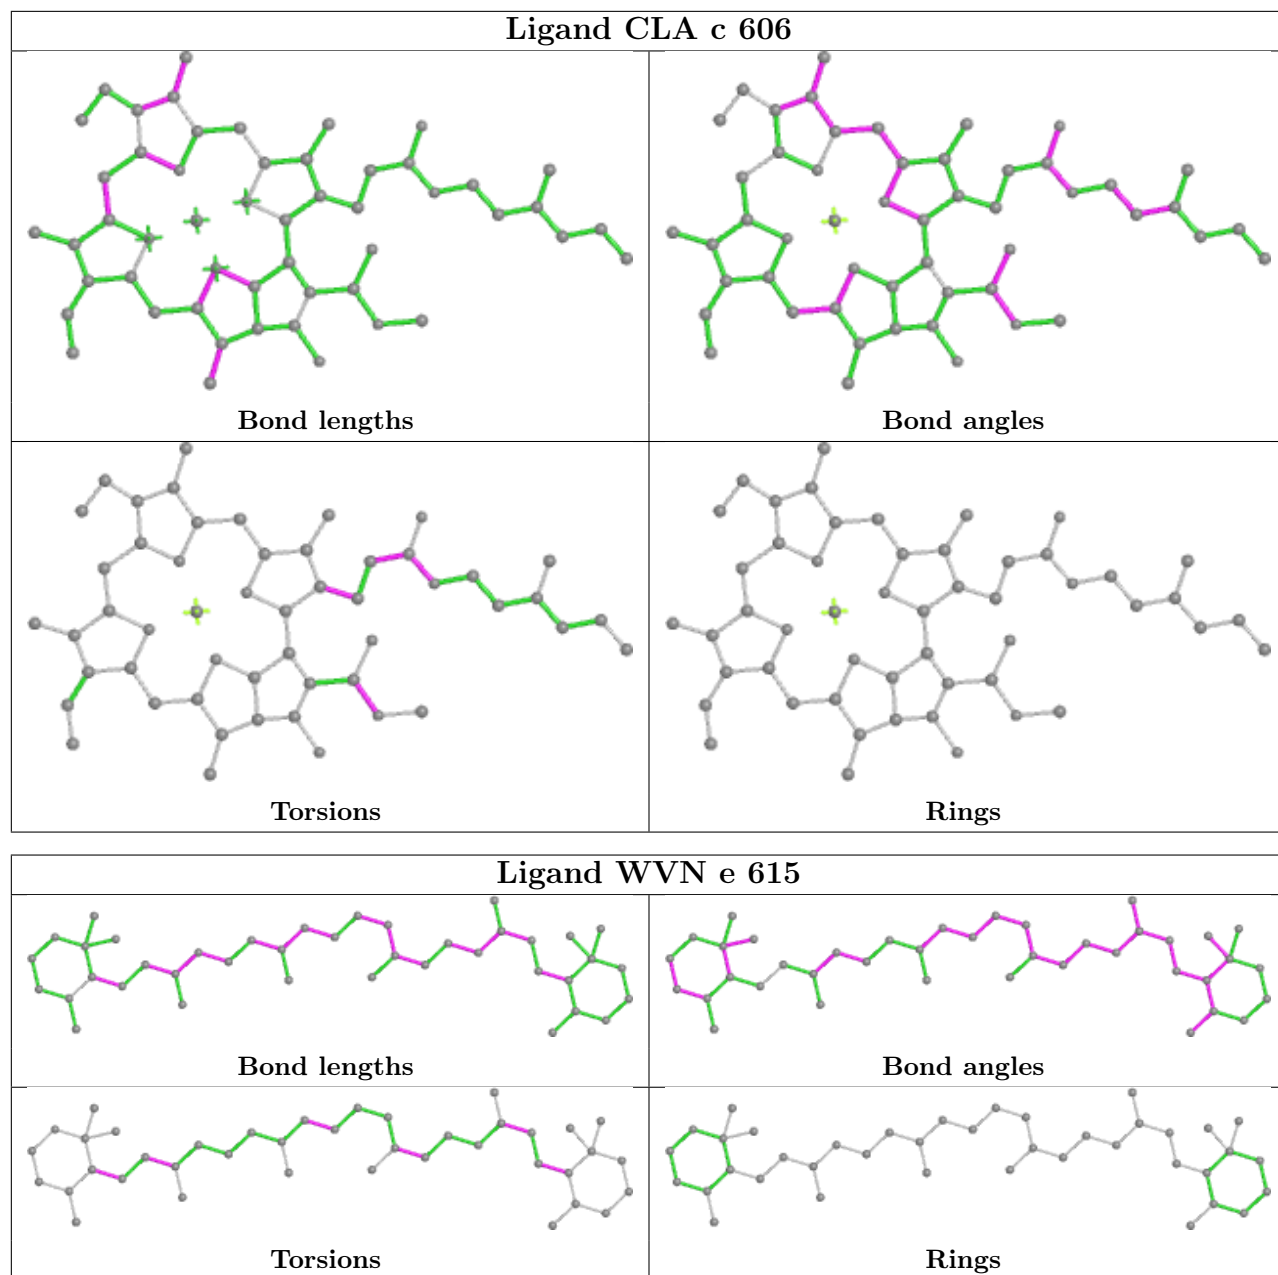 Ligand CLA c 606
Bond lengths
Bond angles
Torsions
Rings
Ligand WVN e 615
Bond lengths
Bond angles
Torsions
Rings